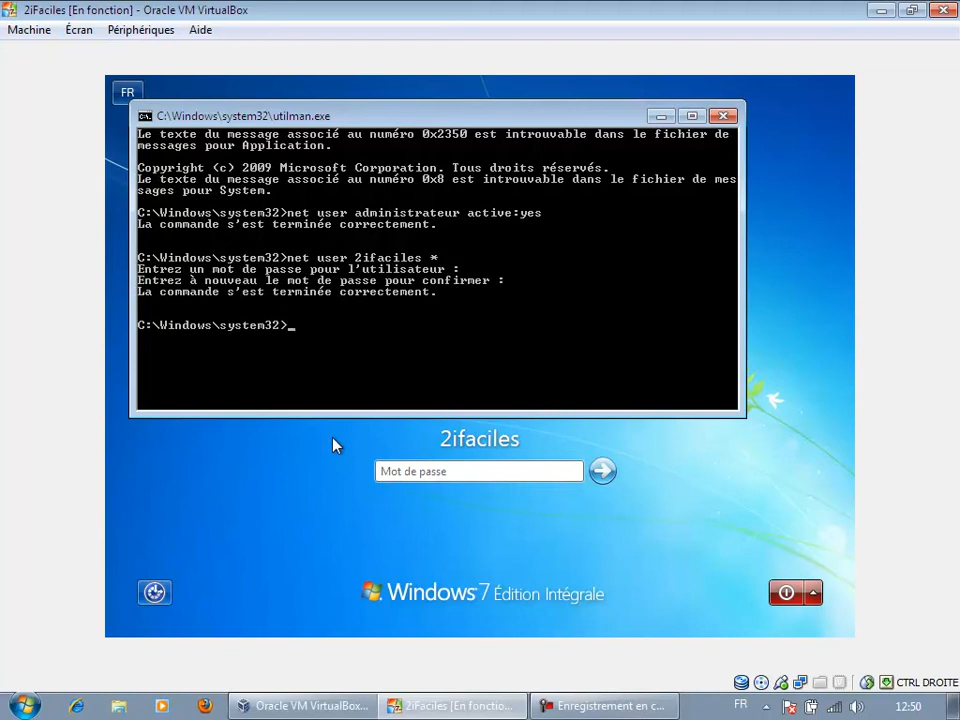 2iFaciles [En fonction] - Oracle VM VirtualBox
Machine Écran Périphériques Aide
FR
C:\Windows\system32\utilman.exe
Le texte du message associé au numéro 0x2350 est introuvable dans le fichier de
messages pour Application.
Copyright (c) 2009 Microsoft Corporation. Tous droits réservés.
Le texte du message associé au numéro 0x8 est introuvable dans le fichier de mes
sages pour System.
C:\Windows\system32>net user administrateur active:yes
La commande s'est terminée correctement.
C:\Windows\system32>net user 2ifaciles *
Entrez un mot de passe pour l'utilisateur :
Entrez à nouveau le mot de passe pour confirmer :
La commande s'est terminée correctement.
C:\Windows\system32>_
2ifaciles
Mot de passe
Windows 7 Édition Intégrale
CTRL DROITE
Oracle VM VirtualBox...
2iFaciles [En fonctio...
Enregistrement en c...
FR
12:50